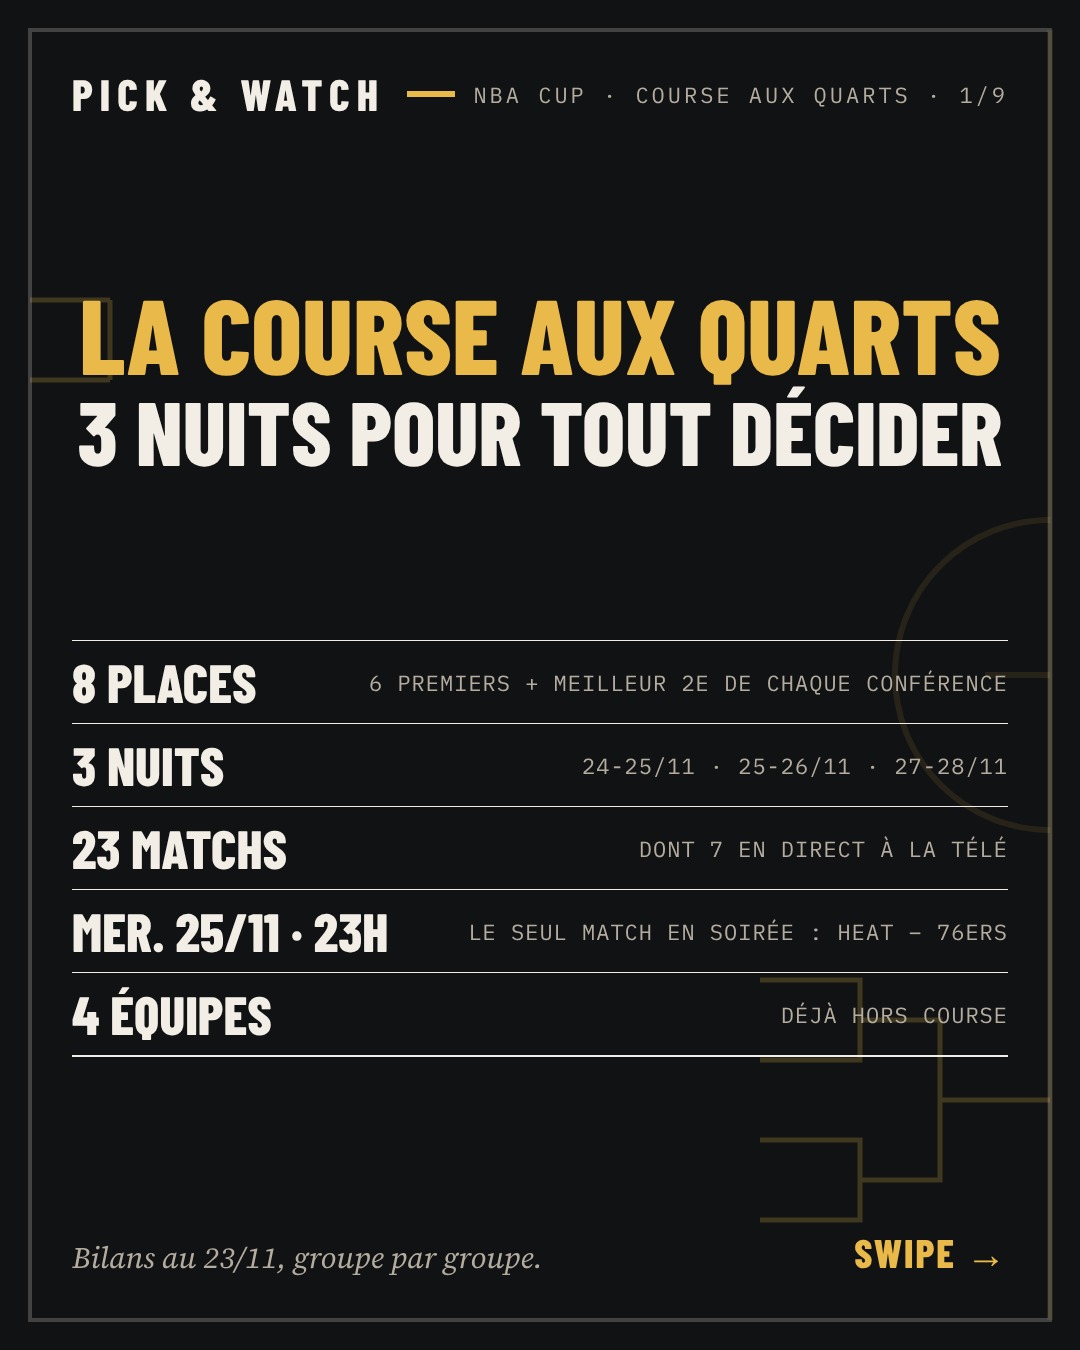 PICK & WATCH — NBA CUP · COURSE AUX QUARTS · 1/9
LA COURSE AUX QUARTS
3 NUITS POUR TOUT DÉCIDER
8 PLACES 6 PREMIERS + MEILLEUR 2E DE CHAQUE CONFÉRENCE
3 NUITS 24-25/11 · 25-26/11 · 27-28/11
23 MATCHS DONT 7 EN DIRECT À LA TÉLÉ
MER. 25/11 · 23H LE SEUL MATCH EN SOIRÉE : HEAT – 76ERS
4 ÉQUIPES DÉJÀ HORS COURSE
Bilans au 23/11, groupe par groupe. SWIPE →